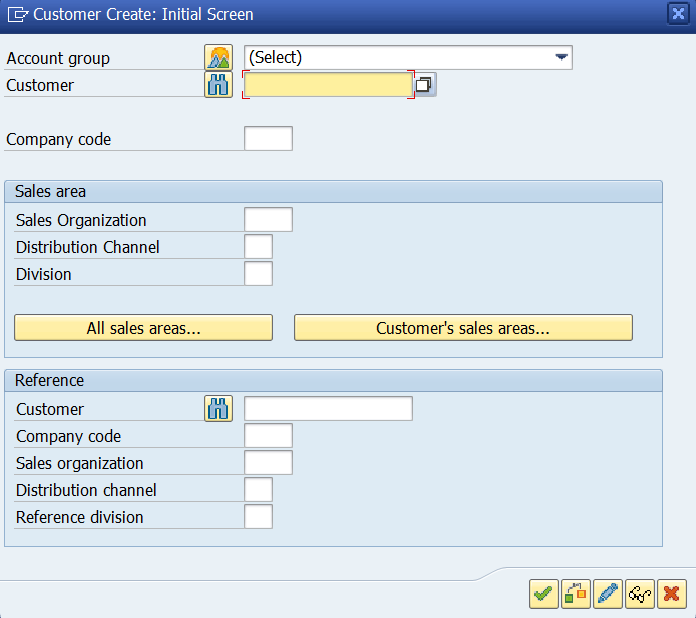 Customer Create: Initial Screen
Account group (Select)
Customer
Company code
Sales area
Sales Organization
Distribution Channel
Division
All sales areas... Customer's sales areas...
Reference
Customer
Company code
Sales organization
Distribution channel
Reference division